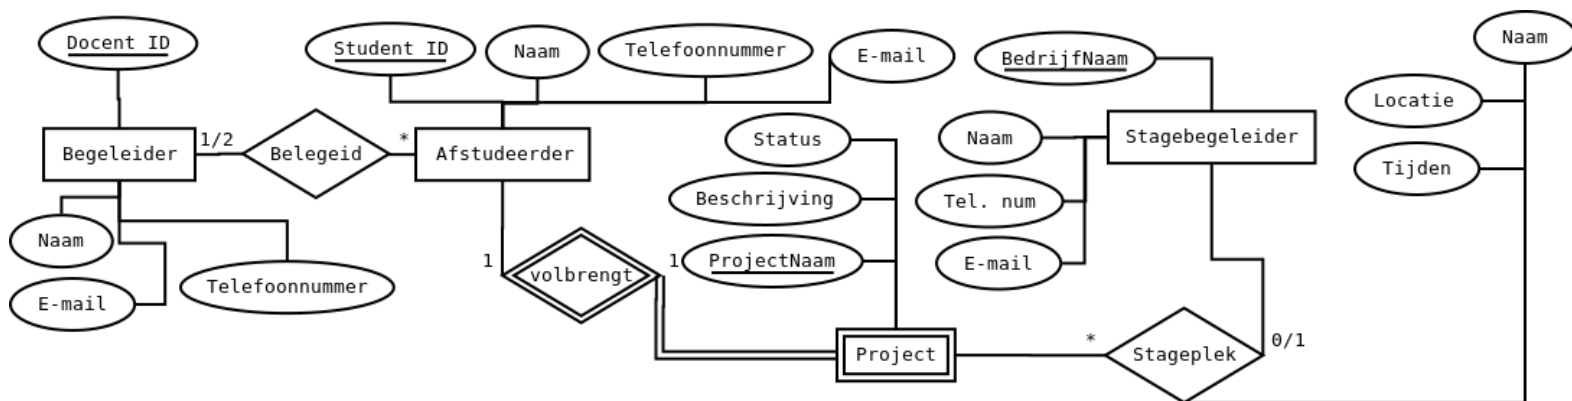 Docent ID
Student ID
Naam
Telefoonnummer
E-mail
BedrijfNaam
Naam
Locatie
Tijden
Begeleider
1/2
Belegeid
*
Afstudeerder
Status
Naam
Stagebegeleider
Beschrijving
Tel. num
Naam
E-mail
Telefoonnummer
1
volbrengt
1
ProjectNaam
E-mail
Project
*
Stageplek
0/1